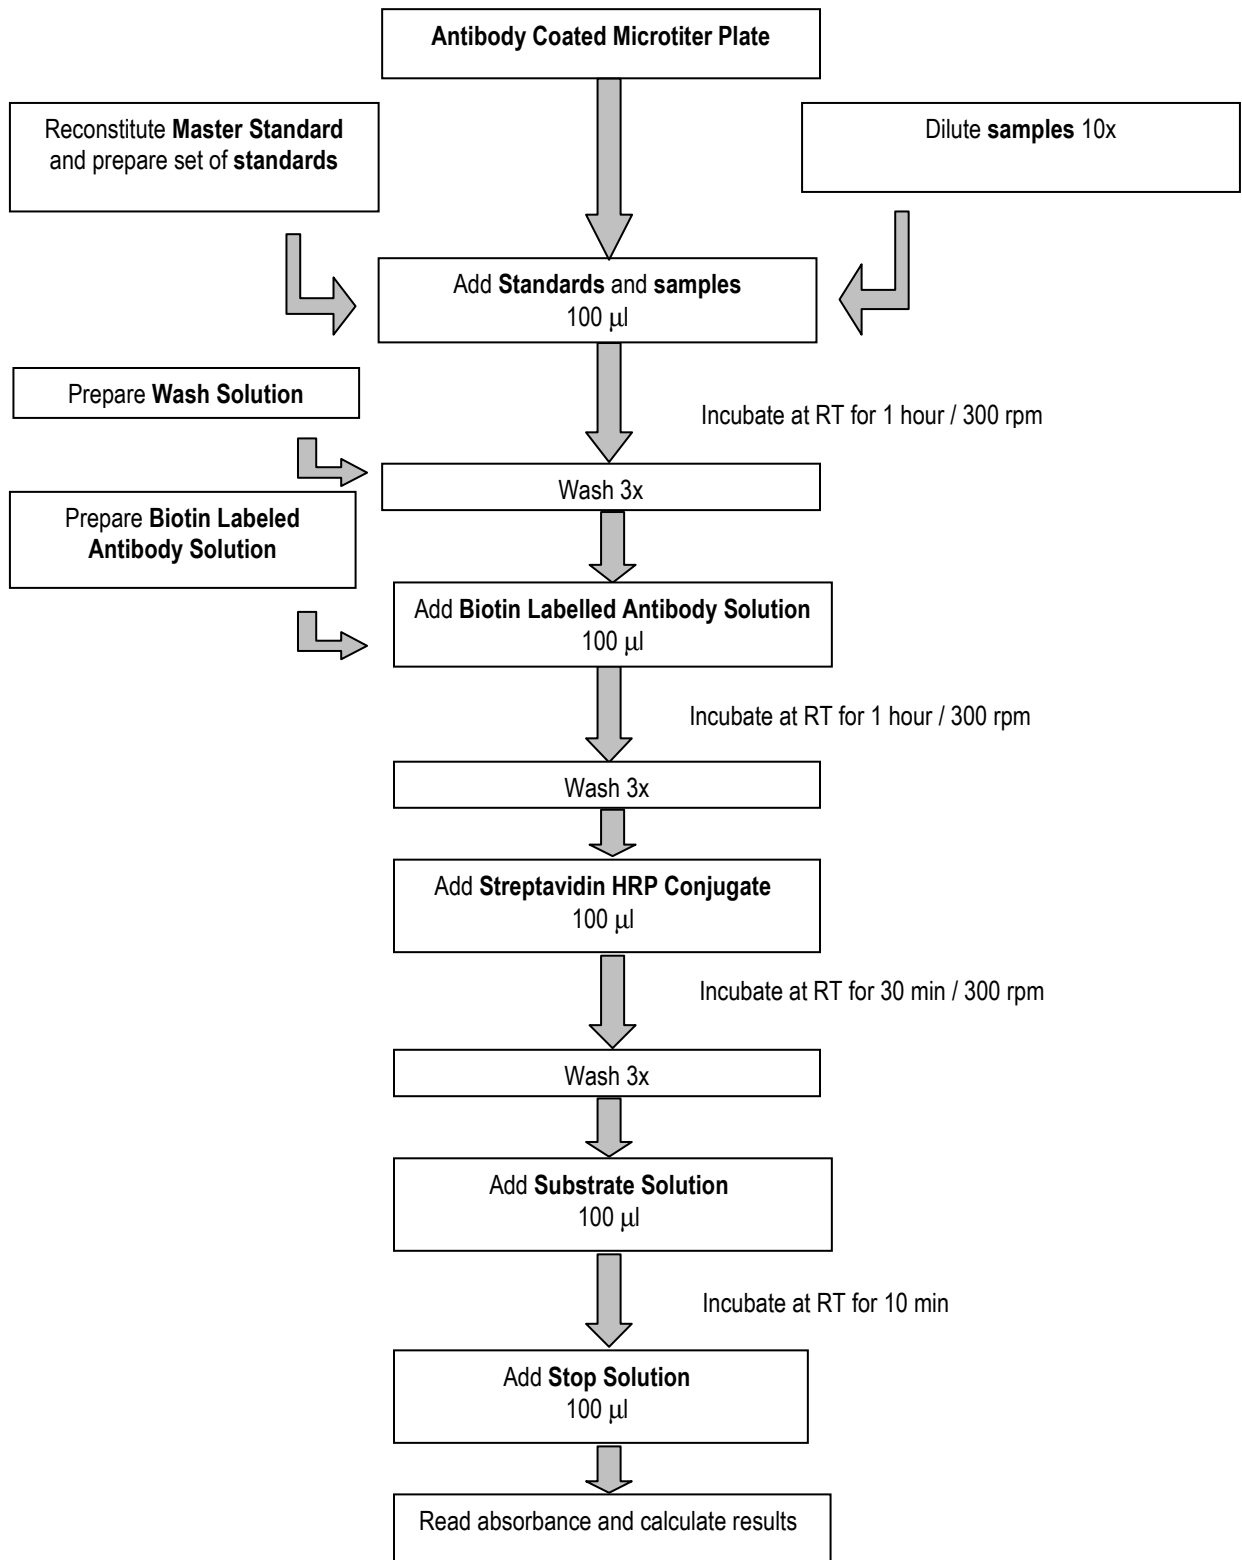 Antibody Coated Microtiter Plate
Reconstitute Master Standard
and prepare set of standards
Dilute samples 10x
Add Standards and samples
100 μl
Prepare Wash Solution
Incubate at RT for 1 hour / 300 rpm
Wash 3x
Prepare Biotin Labeled
Antibody Solution
Add Biotin Labelled Antibody Solution
100 μl
Incubate at RT for 1 hour / 300 rpm
Wash 3x
Add Streptavidin HRP Conjugate
100 μl
Incubate at RT for 30 min / 300 rpm
Wash 3x
Add Substrate Solution
100 μl
Incubate at RT for 10 min
Add Stop Solution
100 μl
Read absorbance and calculate results